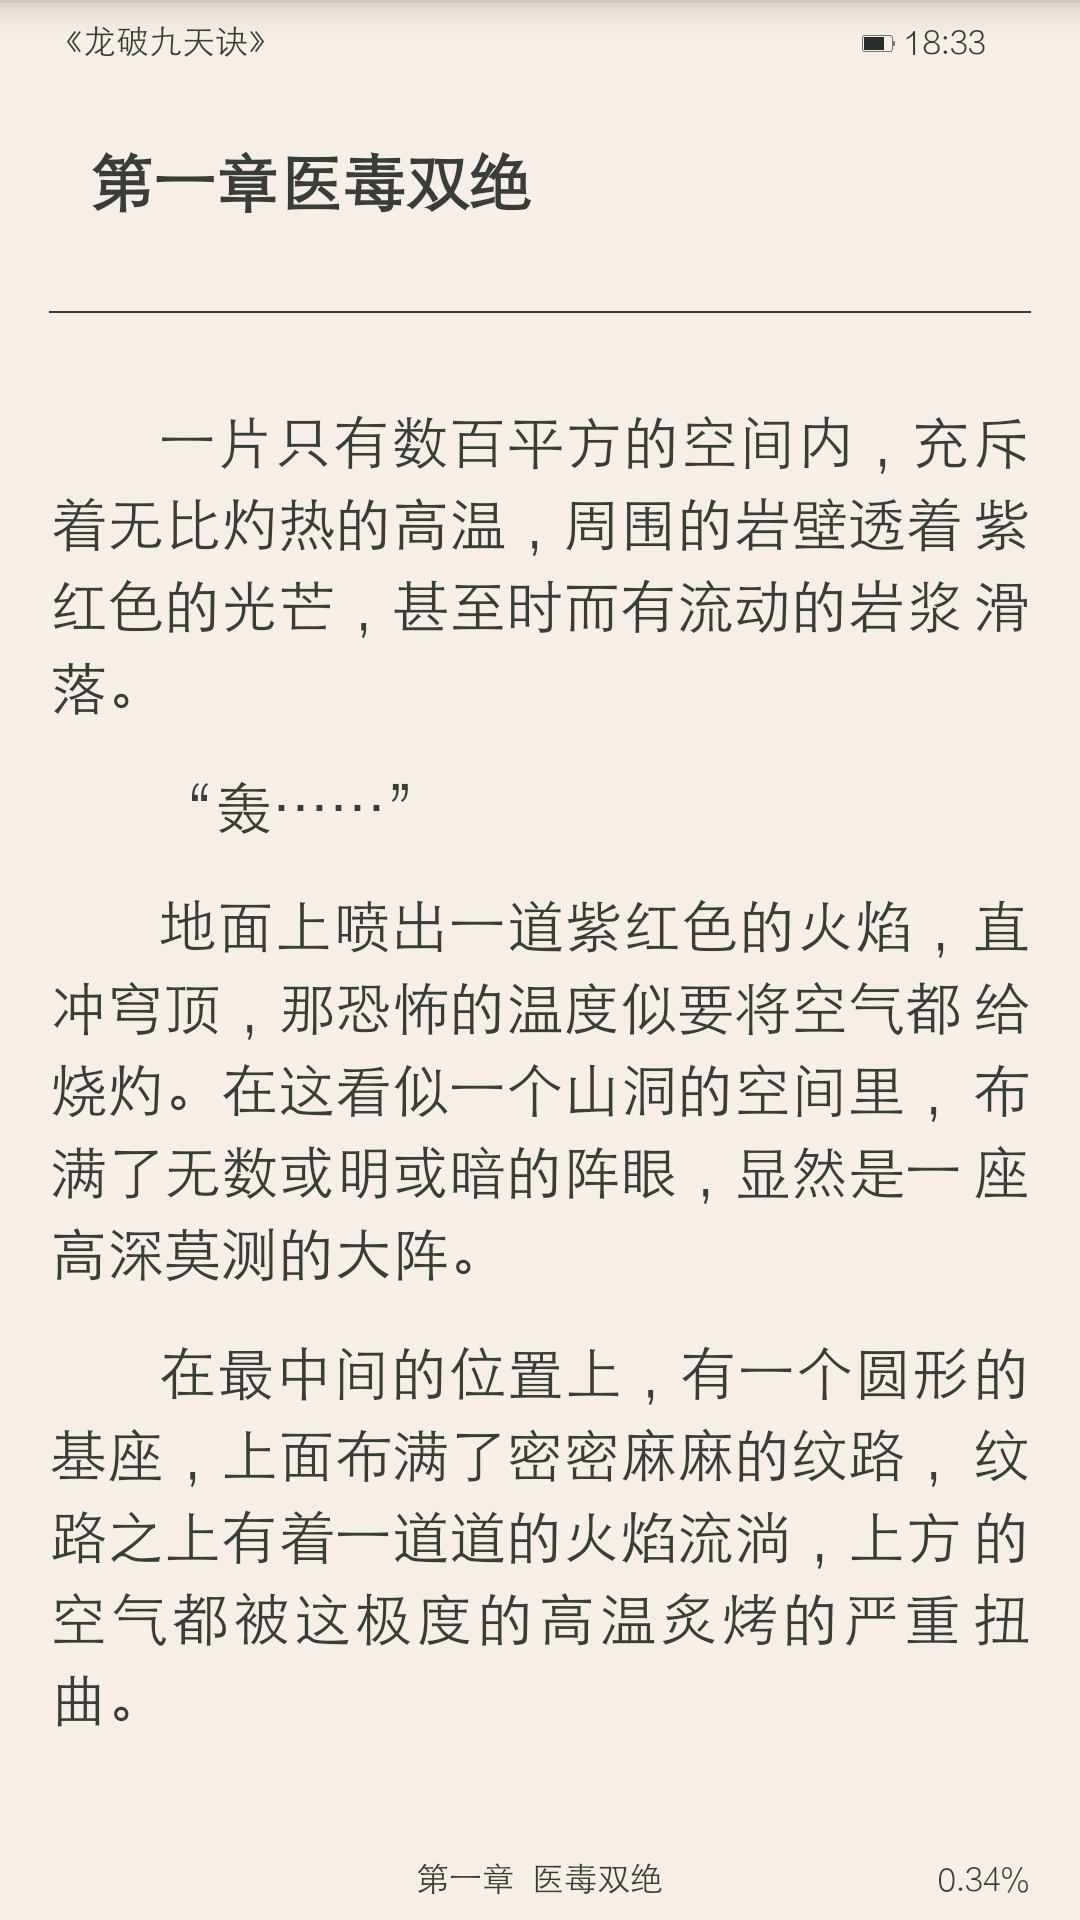 《龙破九天诀》
18:33
第一章医毒双绝
一片只有数百平方的空间内，充斥
着无比灼热的高温，周围的岩壁透着紫
红色的光芒，甚至时而有流动的岩浆滑
落。
“轰……”
地面上喷出一道紫红色的火焰，直
冲穹顶，那恐怖的温度似要将空气都给
烧灼。在这看似一个山洞的空间里，布
满了无数或明或暗的阵眼，显然是一座
高深莫测的大阵。
在最中间的位置上，有一个圆形的
基座，上面布满了密密麻麻的纹路，纹
路之上有着一道道的火焰流淌，上方的
空气都被这极度的高温炙烤的严重扭
曲。
第一章 医毒双绝
0.34%